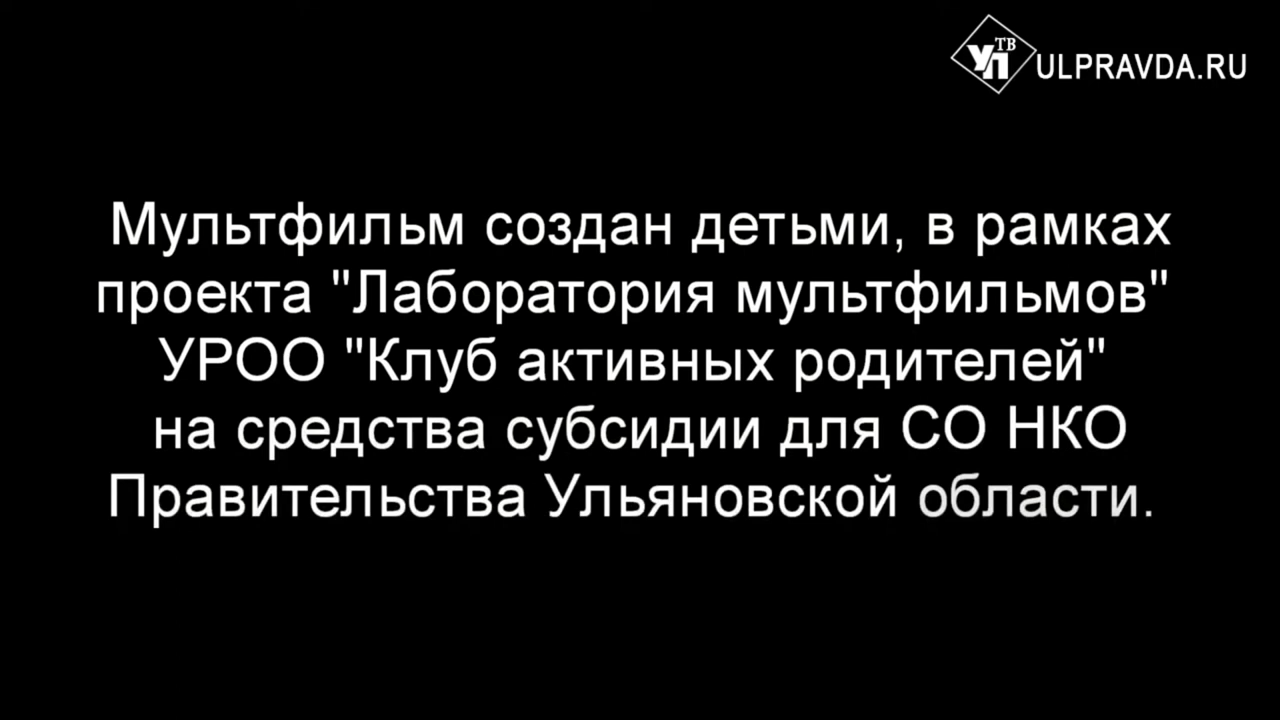 ТВ
УП
ULPRAVDA.RU
Мультфильм создан детьми, в рамках
проекта "Лаборатория мультфильмов"
УРОО "Клуб активных родителей"
на средства субсидии для СО НКО
Правительства Ульяновской области.